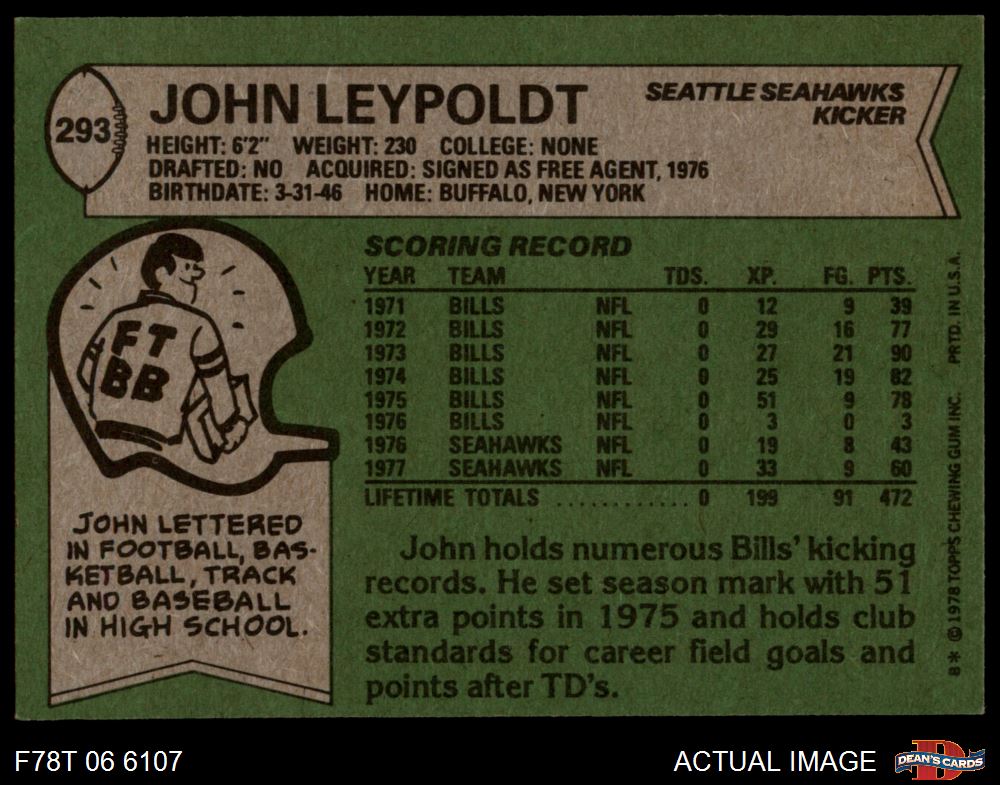 293
JOHN LEYPOLDT
SEATTLE SEAHAWKS
KICKER
HEIGHT: 6'2" WEIGHT: 230 COLLEGE: NONE
DRAFTED: NO ACQUIRED: SIGNED AS FREE AGENT, 1976
BIRTHDATE: 3-31-46 HOME: BUFFALO, NEW YORK
FT
BB
JOHN LETTERED
IN FOOTBALL, BAS-
KETBALL, TRACK
AND BASEBALL
IN HIGH SCHOOL.
SCORING RECORD
YEAR TEAM TDS. XP. FG. PTS.
1971 BILLS NFL 0 12 9 39
1972 BILLS NFL 0 29 16 77
1973 BILLS NFL 0 27 21 90
1974 BILLS NFL 0 25 19 82
1975 BILLS NFL 0 51 9 78
1976 BILLS NFL 0 3 0 3
1976 SEAHAWKS NFL 0 19 8 43
1977 SEAHAWKS NFL 0 33 9 60
LIFETIME TOTALS ............ 0 199 91 472
John holds numerous Bills' kicking
records. He set season mark with 51
extra points in 1975 and holds club
standards for career field goals and
points after TD's.
8* © 1978 TOPPS CHEWING GUM INC. PRTD. IN U.S.A.
F78T 06 6107
ACTUAL IMAGE
D
DEAN'S CARDS